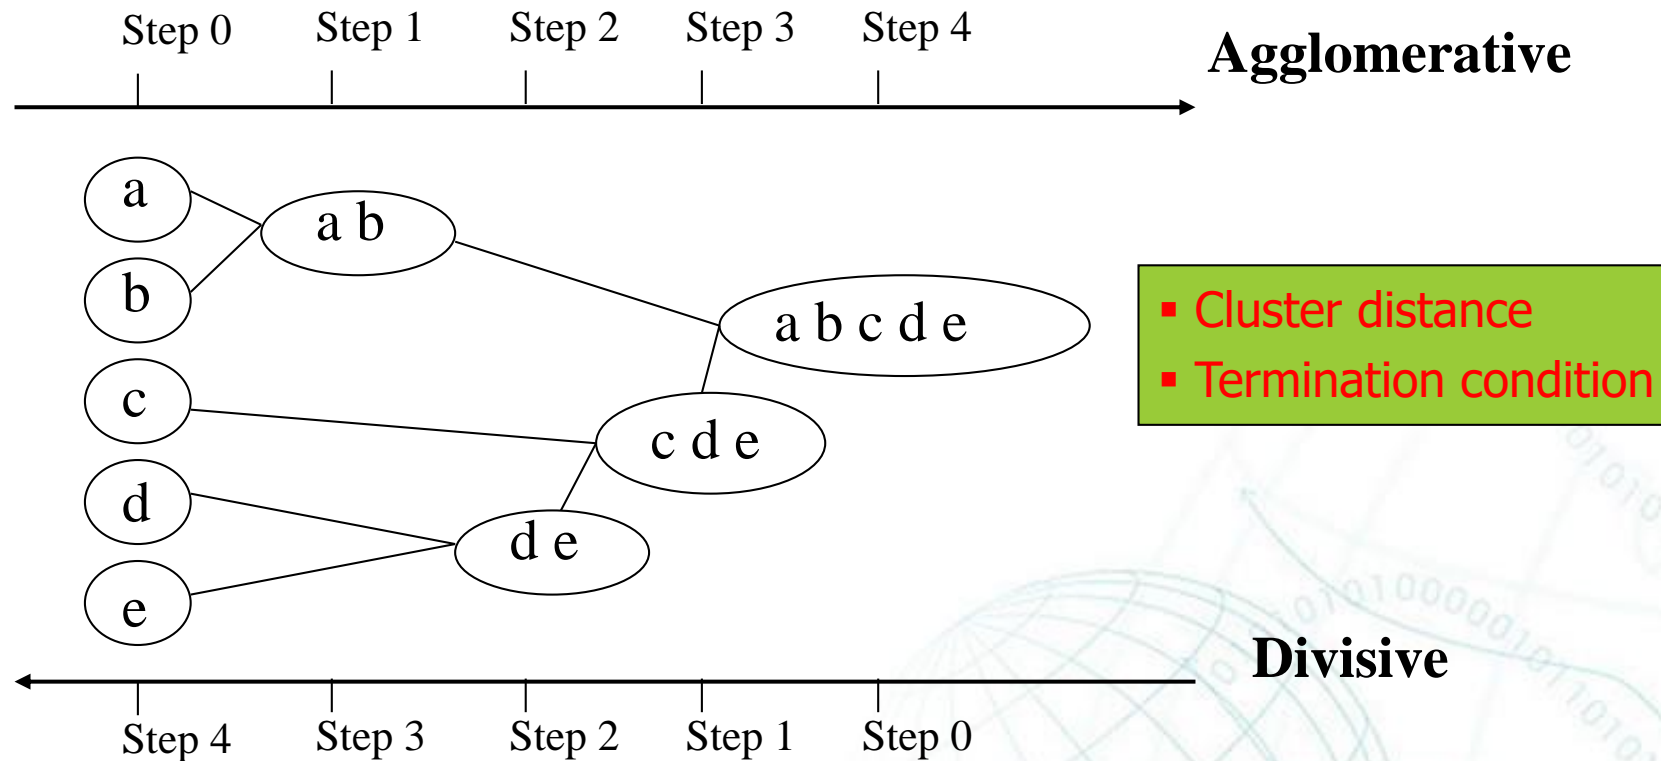 Step 0 Step 1 Step 2 Step 3 Step 4
Agglomerative
a
a b
b
a b c d e
▪ Cluster distance
▪ Termination condition
c
c d e
d
d e
e
Divisive
Step 4 Step 3 Step 2 Step 1 Step 0